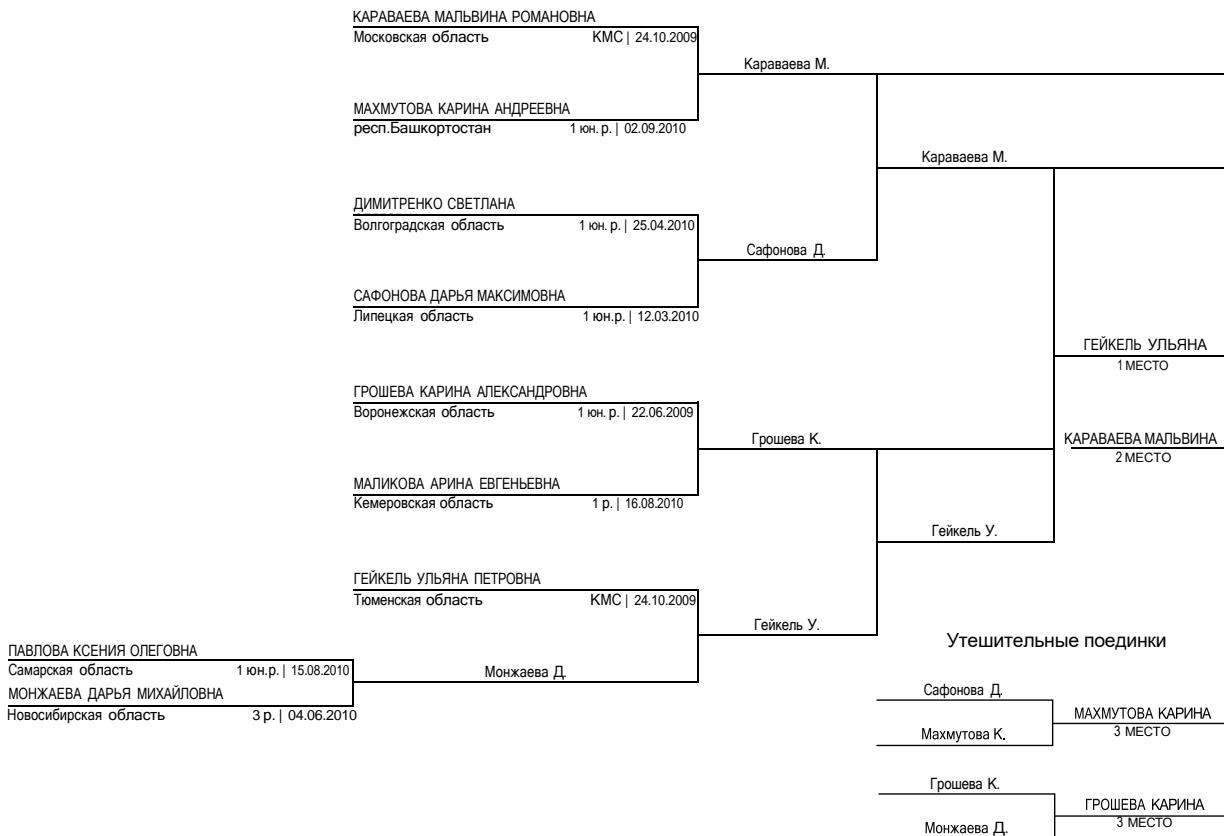 КАРАВАЕВА МАЛЬВИНА РОМАНОВНА
Московская область КМС | 24.10.2009
Караваева М.
МАХМУТОВА КАРИНА АНДРЕЕВНА
респ.Башкортостан 1 юн. р. | 02.09.2010
Караваева М.
ДИМИТРЕНКО СВЕТЛАНА
Волгоградская область 1 юн. р. | 25.04.2010
Сафонова Д.
САФОНОВА ДАРЬЯ МАКСИМОВНА
Липецкая область 1 юн.р. | 12.03.2010
ГЕЙКЕЛЬ УЛЬЯНА
1 МЕСТО
ГРОШЕВА КАРИНА АЛЕКСАНДРОВНА
Воронежская область 1 юн. р. | 22.06.2009
Грошева К.
КАРАВАЕВА МАЛЬВИНА
2 МЕСТО
МАЛИКОВА АРИНА ЕВГЕНЬЕВНА
Кемеровская область 1 р. | 16.08.2010
Гейкель У.
ГЕЙКЕЛЬ УЛЬЯНА ПЕТРОВНА
Тюменская область КМС | 24.10.2009
Гейкель У.
ПАВЛОВА КСЕНИЯ ОЛЕГОВНА
Самарская область 1 юн.р. | 15.08.2010
Монжаева Д.
МОНЖАЕВА ДАРЬЯ МИХАЙЛОВНА
Новосибирская область 3 р. | 04.06.2010
Утешительные поединки
Сафонова Д.
МАХМУТОВА КАРИНА
3 МЕСТО
Махмутова К.
Грошева К.
ГРОШЕВА КАРИНА
3 МЕСТО
Монжаева Д.